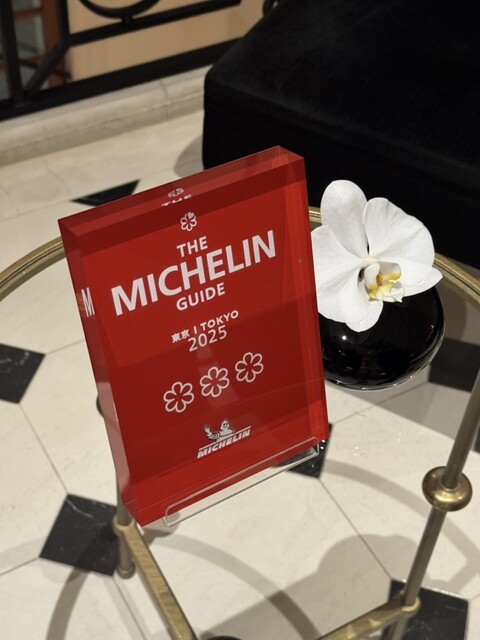 THE
MICHELIN
GUIDE
東京 | TOKYO
2025
MICHELIN